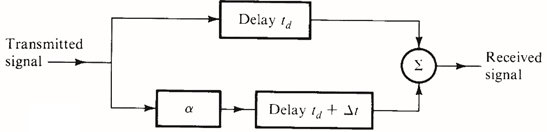 Delay t_d
Transmitted
signal
Σ
Received
signal
α
Delay t_d + Δt